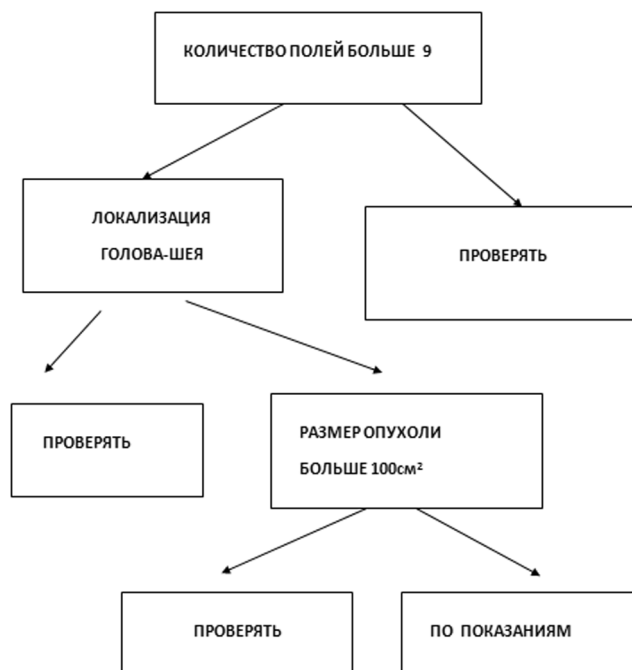 КОЛИЧЕСТВО ПОЛЕЙ БОЛЬШЕ 9
ЛОКАЛИЗАЦИЯ
ГОЛОВА-ШЕЯ
ПРОВЕРЯТЬ
ПРОВЕРЯТЬ
РАЗМЕР ОПУХОЛИ
БОЛЬШЕ 100см²
ПРОВЕРЯТЬ
ПО ПОКАЗАНИЯМ